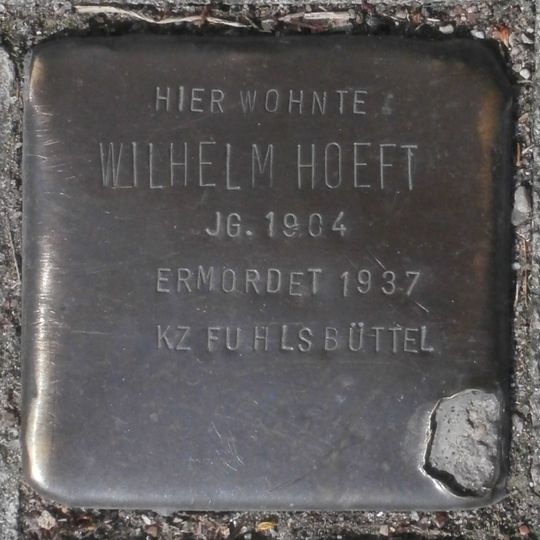 HIER WOHNTE
WILHELM HOEFT
JG. 1904
ERMORDET 1937
KZ FUHLSBÜTTEL